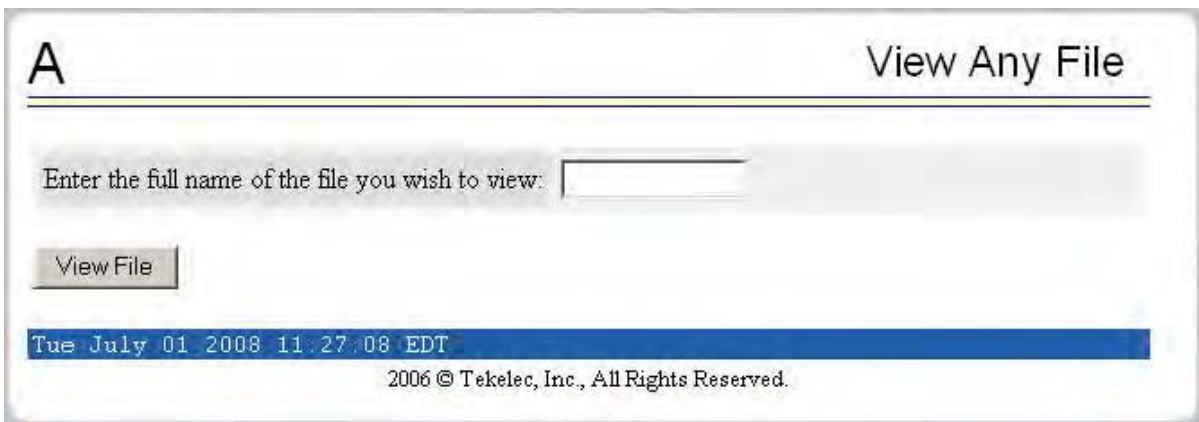 A View Any File
Enter the full name of the file you wish to view:
View File
Tue July 01 2008 11:27:08 EDT
2006 © Tekelec, Inc., All Rights Reserved.